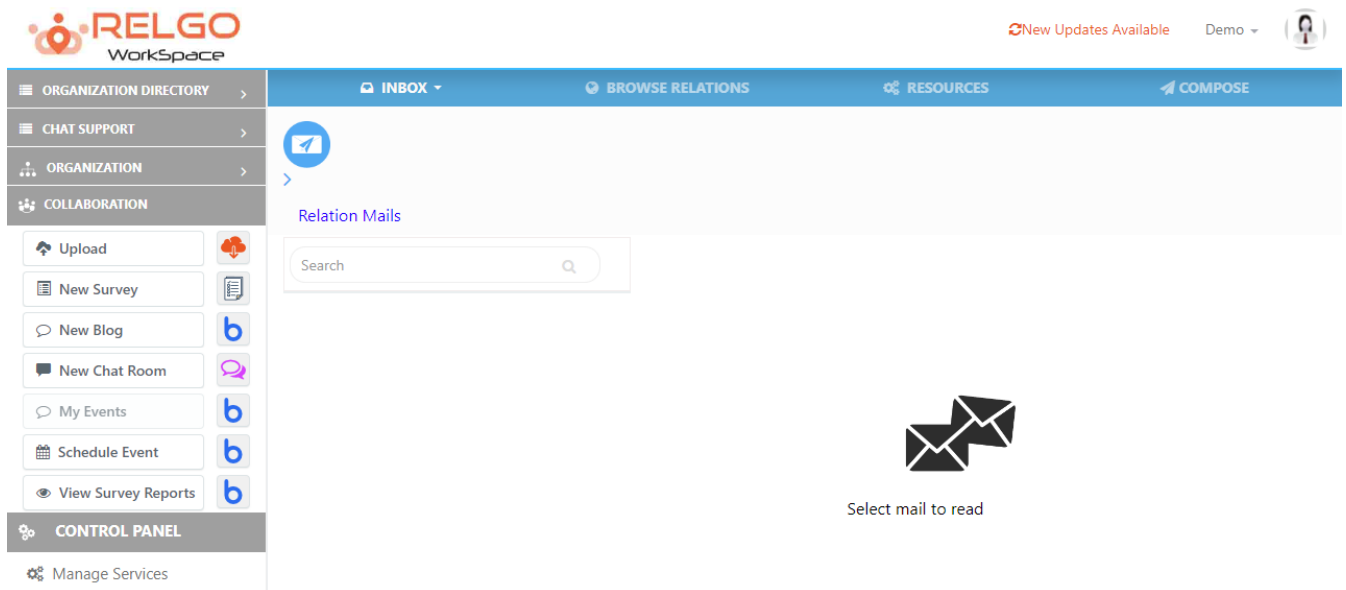 RELGO
WorkSpace
New Updates Available
Demo
ORGANIZATION DIRECTORY
INBOX
BROWSE RELATIONS
RESOURCES
COMPOSE
CHAT SUPPORT
ORGANIZATION
COLLABORATION
Relation Mails
Upload
Search
New Survey
New Blog
New Chat Room
My Events
Schedule Event
View Survey Reports
Select mail to read
CONTROL PANEL
Manage Services